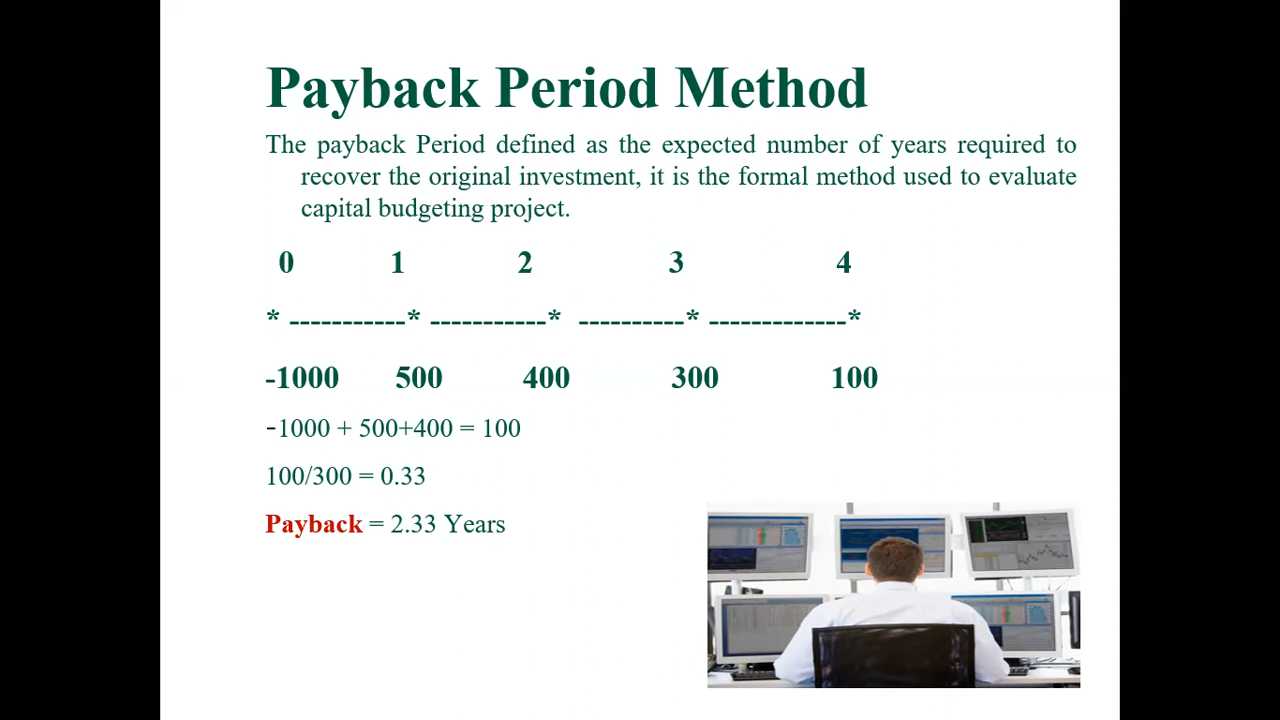 Payback Period Method
The payback Period defined as the expected number of years required to
recover the original investment, it is the formal method used to evaluate
capital budgeting project.
0 1 2 3 4
* -----------* -----------* ----------* -------------*
-1000 500 400 300 100
-1000 + 500+400 = 100
100/300 = 0.33
Payback = 2.33 Years